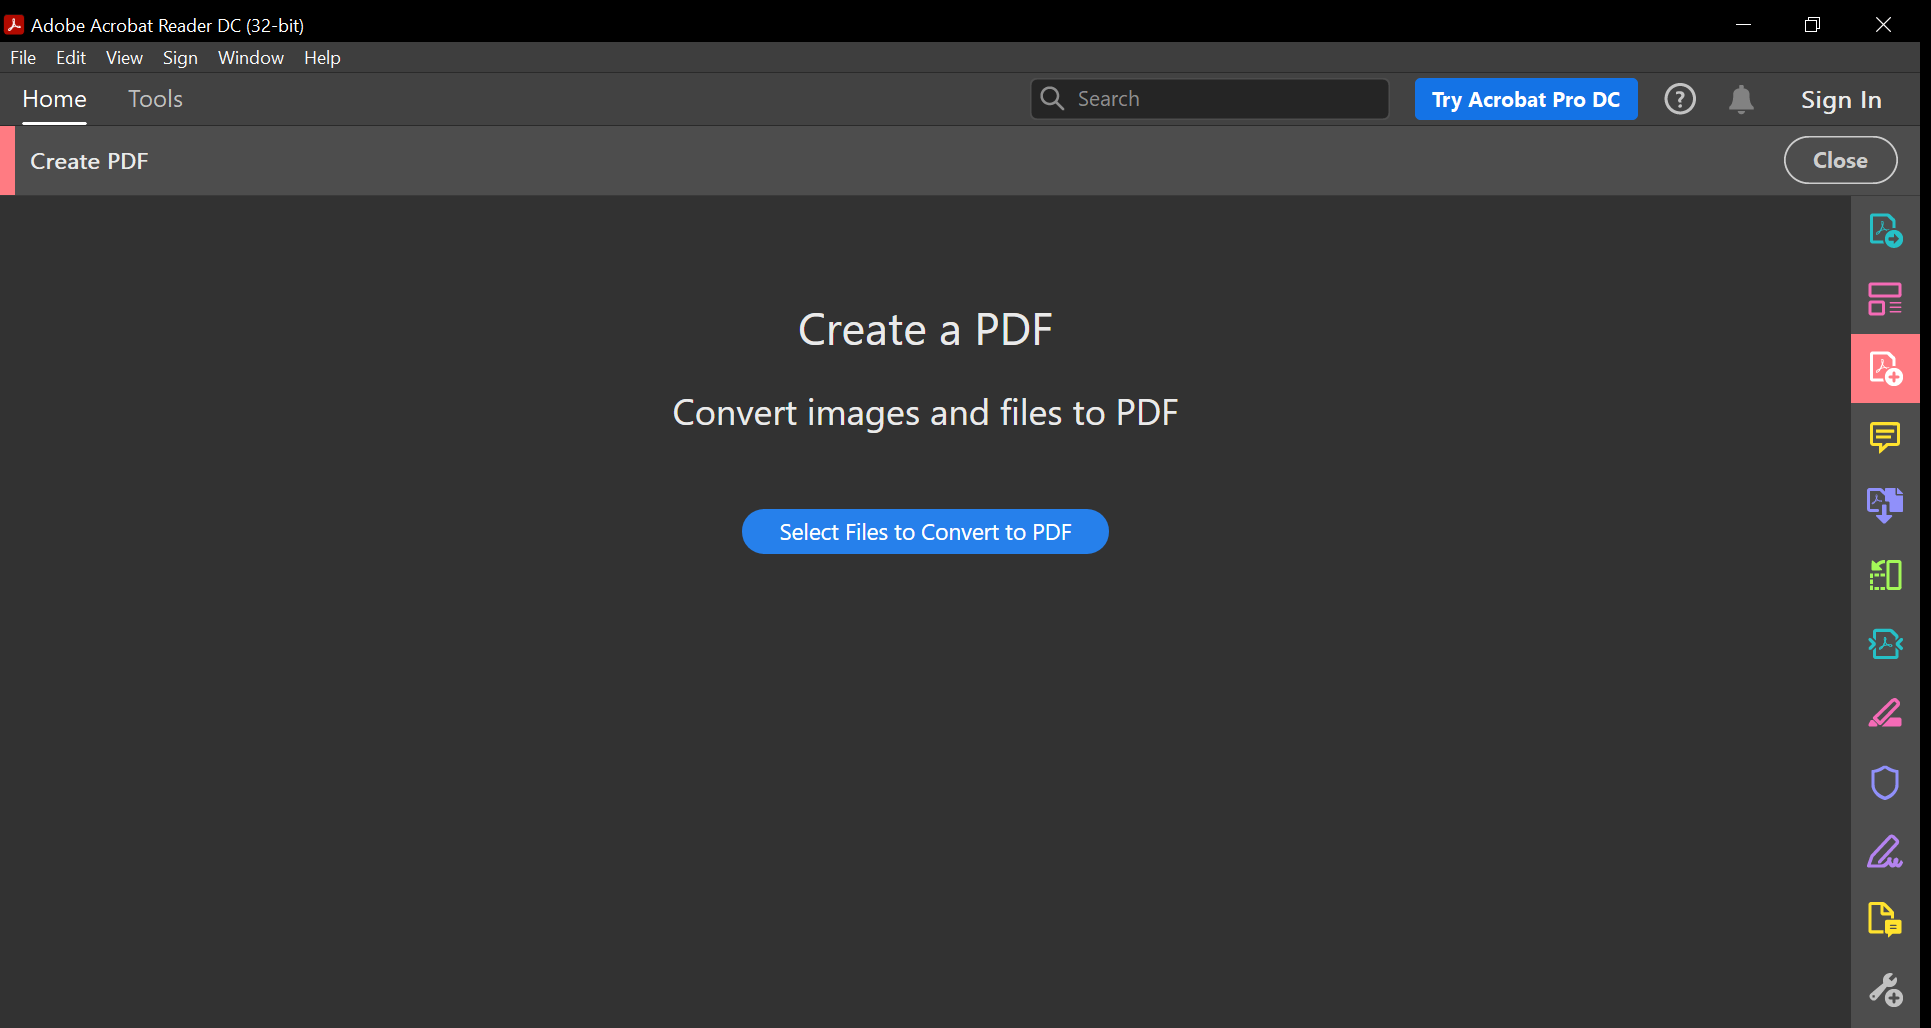 Adobe Acrobat Reader DC (32-bit)
File Edit View Sign Window Help
Home Tools Search Try Acrobat Pro DC Sign In
Create PDF Close
Create a PDF
Convert images and files to PDF
Select Files to Convert to PDF